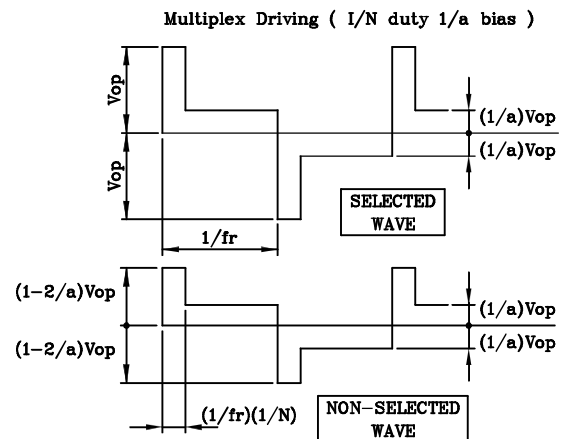 Multiplex Driving ( I/N duty 1/a bias )
Vop
(1/a)Vop
Vop
(1/a)Vop
SELECTED
WAVE
1/fr
(1-2/a)Vop
(1/a)Vop
(1-2/a)Vop
(1/a)Vop
(1/fr)(1/N)
NON-SELECTED
WAVE